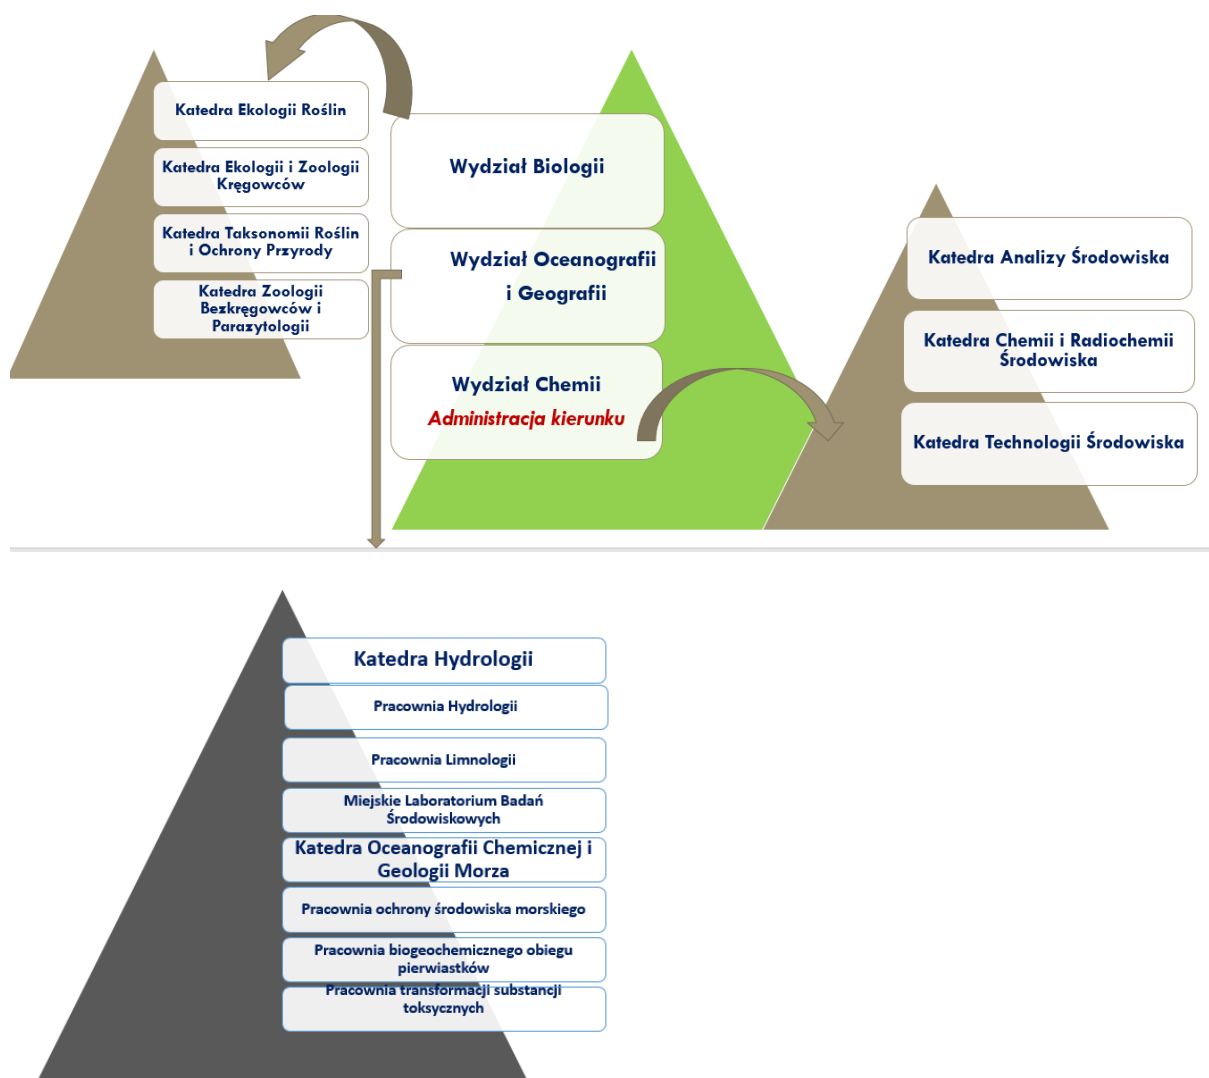 Katedra Ekologii Roślin
Katedra Ekologii i Zoologii
Kręgowców
Katedra Taksonomii Roślin
i Ochrony Przyrody
Katedra Zoologii
Bezkręgowców i
Parazytologii
Wydział Biologii
Wydział Oceanografii
i Geografii
Wydział Chemii
Administracja kierunku
Katedra Analizy Środowiska
Katedra Chemii i Radiochemii
Środowiska
Katedra Technologii Środowiska
Katedra Hydrologii
Pracownia Hydrologii
Pracownia Limnologii
Miejskie Laboratorium Badań
Środowiskowych
Katedra Oceanografii Chemicznej i
Geologii Morza
Pracownia ochrony środowiska morskiego
Pracownia biogeochemicznego obiegu
pierwiastków
Pracownia transformacji substancji
toksycznych